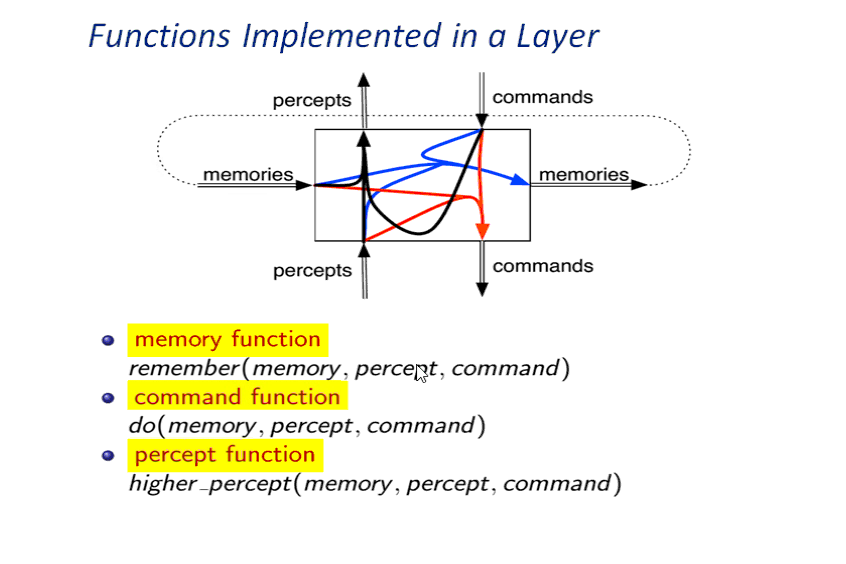 Functions Implemented in a Layer
percepts
commands
memories
memories
percepts
commands
memory function
remember(memory, percept, command)
command function
do(memory, percept, command)
percept function
higher_percept(memory, percept, command)